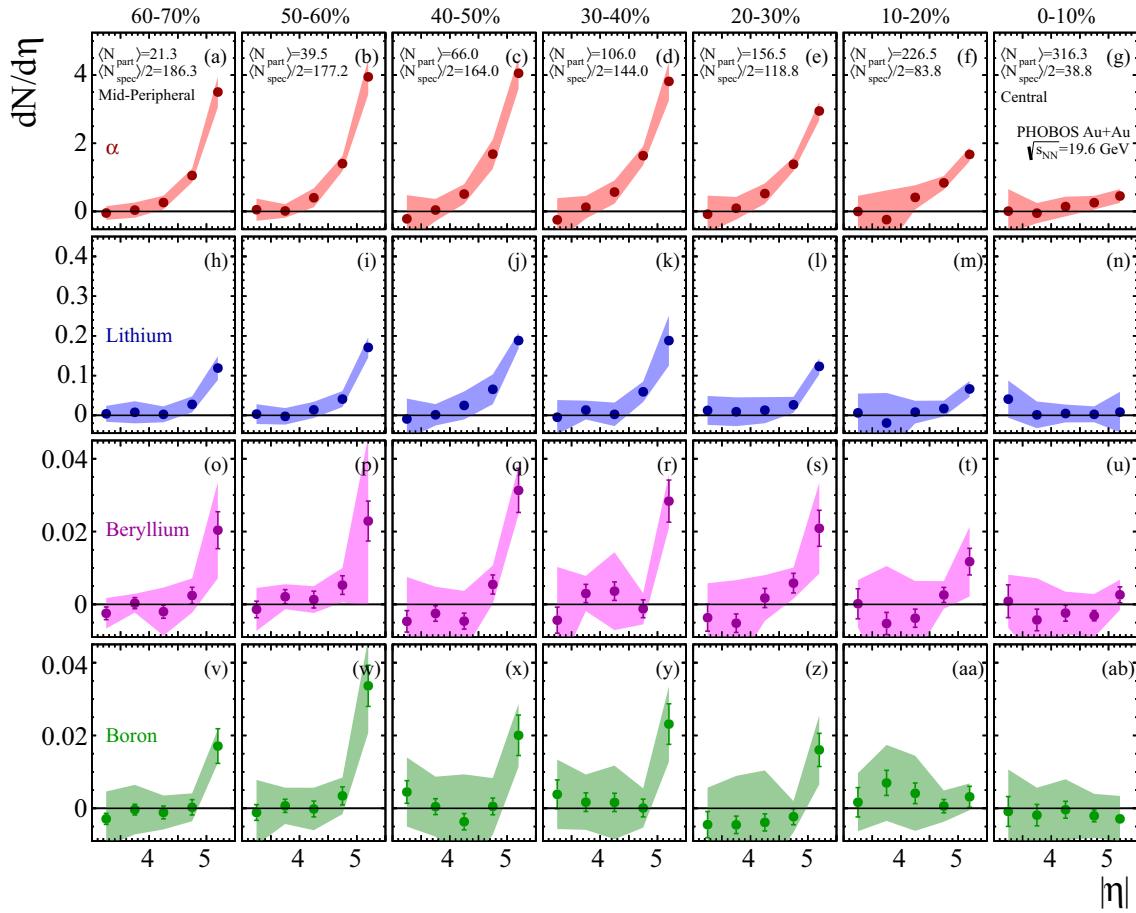 60-70% 50-60% 40-50% 30-40% 20-30% 10-20% 0-10%
dN/dη
⟨N_part⟩=21.3 (a) ⟨N_part⟩=39.5 (b) ⟨N_part⟩=66.0 (c) ⟨N_part⟩=106.0 (d) ⟨N_part⟩=156.5 (e) ⟨N_part⟩=226.5 (f) ⟨N_part⟩=316.3 (g)
⟨N_spec⟩/2=186.3 ⟨N_spec⟩/2=177.2 ⟨N_spec⟩/2=164.0 ⟨N_spec⟩/2=144.0 ⟨N_spec⟩/2=118.8 ⟨N_spec⟩/2=83.8 ⟨N_spec⟩/2=38.8
4
Mid-Peripheral Central
PHOBOS Au+Au
√s_NN=19.6 GeV
α
2
0
(h) (i) (j) (k) (l) (m) (n)
0.4
0.3
Lithium
0.2
0.1
0
(o) (p) (q) (r) (s) (t) (u)
0.04
Beryllium
0.02
0
(v) (w) (x) (y) (z) (aa) (ab)
0.04
Boron
0.02
0
4 5 4 5 4 5 4 5 4 5 4 5 4 5
|η|